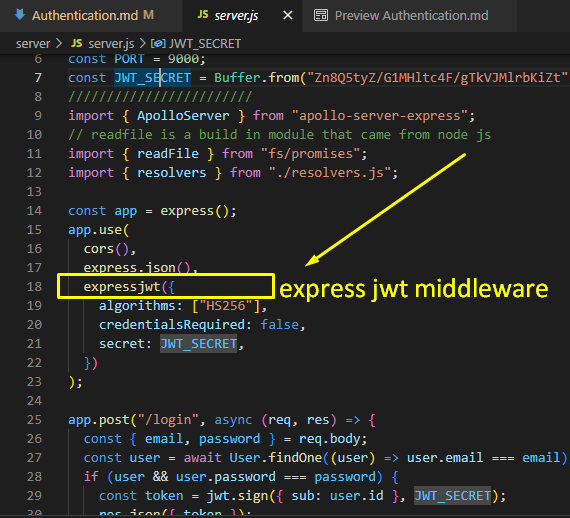 Authentication.md M JS server.js × Preview Authentication.md
server > JS server.js > JWT_SECRET
6 const PORT = 9000;
7 const JWT_SECRET = Buffer.from("Zn8Q5tyZ/G1MHltc4F/gTkVJMlrbKiZt"
8 ////////////////////////
9 import { ApolloServer } from "apollo-server-express";
10 // readfile is a build in module that came from node js
11 import { readFile } from "fs/promises";
12 import { resolvers } from "./resolvers.js";
13
14 const app = express();
15 app.use(
16 cors(),
17 express.json(),
18 expressjwt({
express jwt middleware
19 algorithms: ["HS256"],
20 credentialsRequired: false,
21 secret: JWT_SECRET,
22 })
23 );
24
25 app.post("/login", async (req, res) => {
26 const { email, password } = req.body;
27 const user = await User.findOne((user) => user.email === email)
28 if (user && user.password === password) {
29 const token = jwt.sign({ sub: user.id }, JWT_SECRET);
30 res.json({ token });